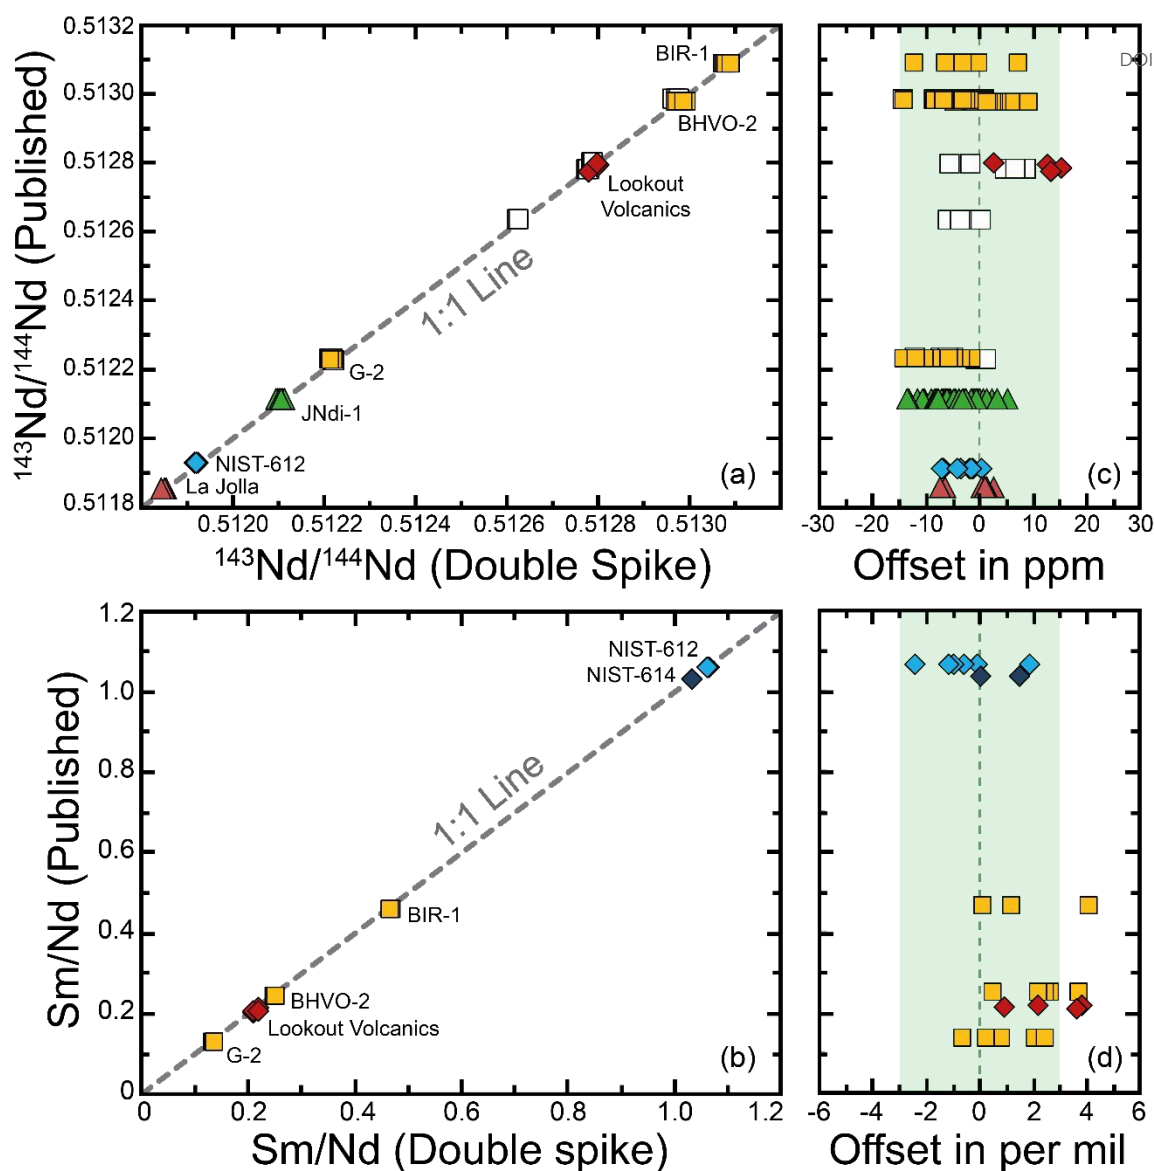 0.5132
0.5130
0.5128
0.5126
0.5124
0.5122
0.5120
0.5118
¹⁴³Nd/¹⁴⁴Nd (Published)
BIR-1
BHVO-2
Lookout
Volcanics
1:1 Line
G-2
JNdi-1
NIST-612
La Jolla
(a)
0.5120
0.5122
0.5124
0.5126
0.5128
0.5130
¹⁴³Nd/¹⁴⁴Nd (Double Spike)
DOI
(c)
-30
-20
-10
0
10
20
30
Offset in ppm
1.2
1.0
0.8
0.6
0.4
0.2
0
Sm/Nd (Published)
NIST-612
NIST-614
1:1 Line
BIR-1
BHVO-2
Lookout Volcanics
G-2
(b)
0
0.2
0.4
0.6
0.8
1.0
1.2
Sm/Nd (Double spike)
(d)
-6
-4
-2
0
2
4
6
Offset in per mil